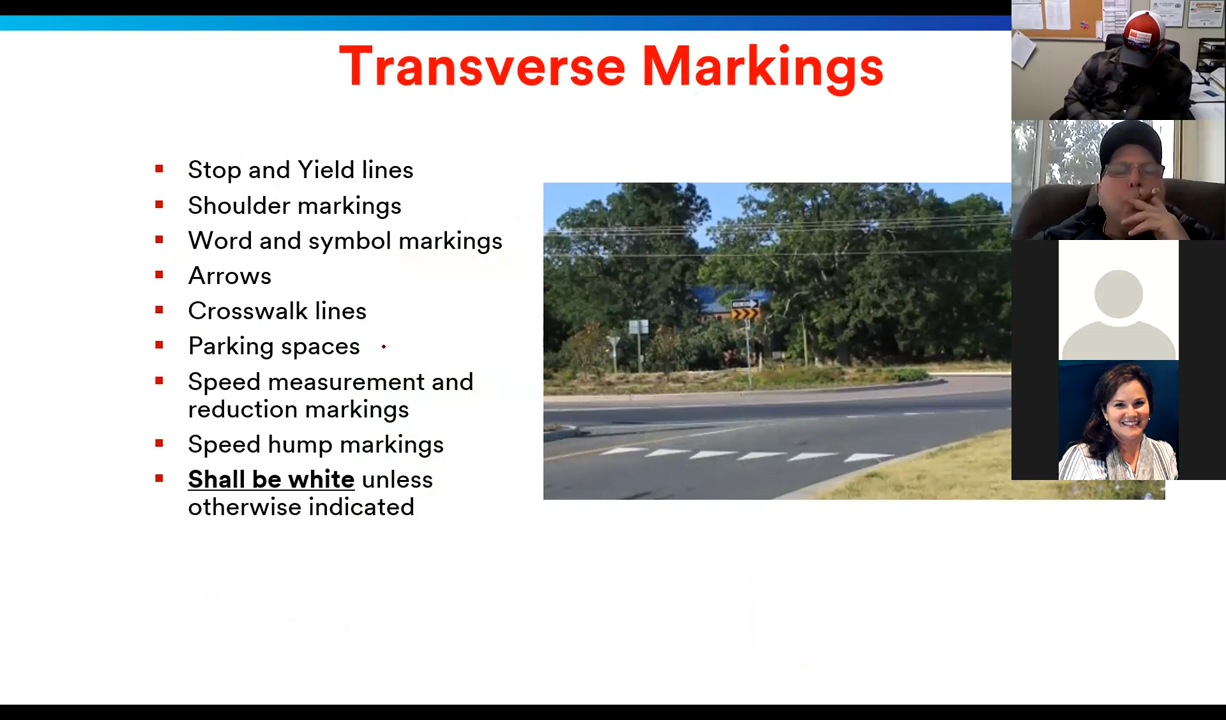 Transverse Markings
Stop and Yield lines
Shoulder markings
Word and symbol markings
Arrows
Crosswalk lines
Parking spaces
Speed measurement and
reduction markings
Speed hump markings
Shall be white unless
otherwise indicated